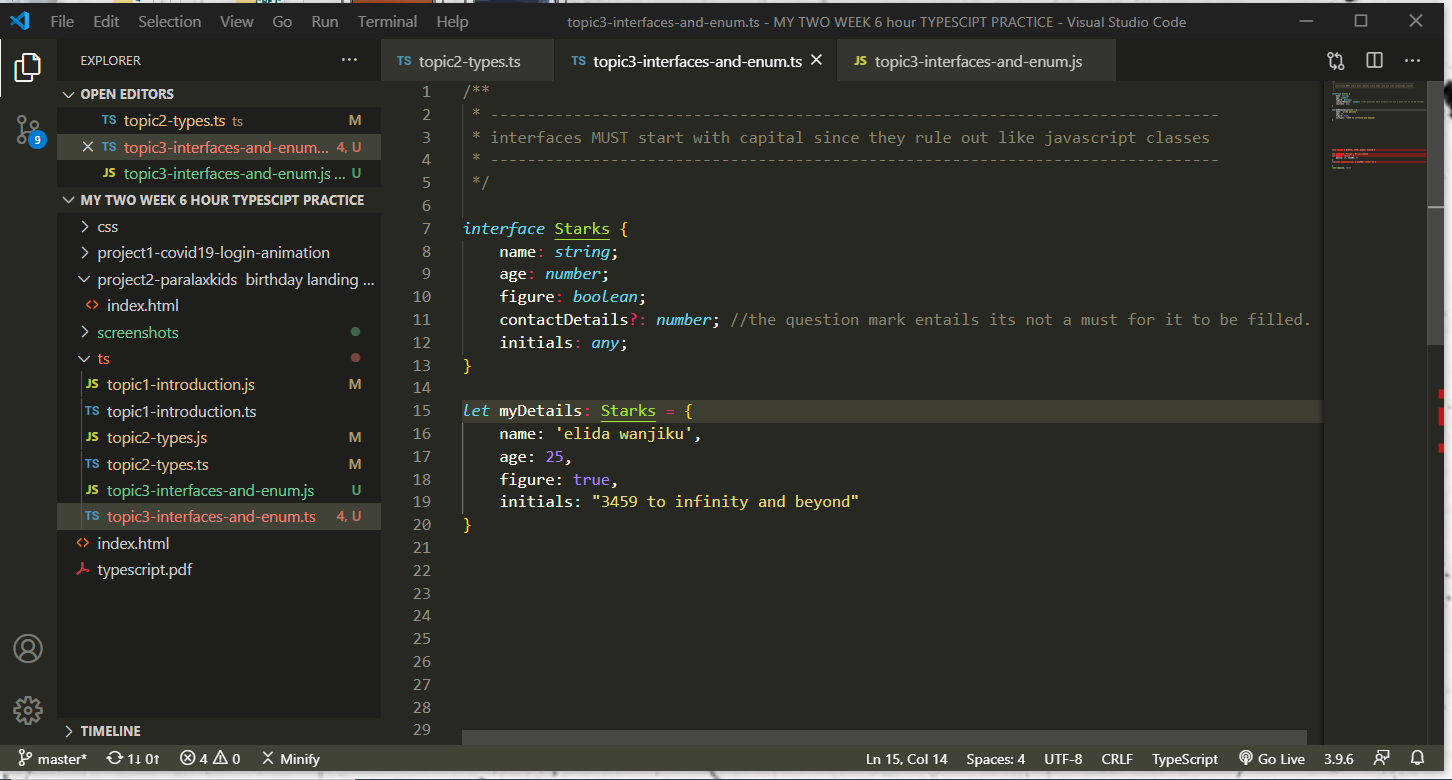 File Edit Selection View Go Run Terminal Help
topic3-interfaces-and-enum.ts - MY TWO WEEK 6 hour TYPESCIPT PRACTICE - Visual Studio Code
EXPLORER
TS topic2-types.ts
TS topic3-interfaces-and-enum.ts
JS topic3-interfaces-and-enum.js
OPEN EDITORS
TS topic2-types.ts ts M
TS topic3-interfaces-and-enum... 4, U
JS topic3-interfaces-and-enum.js ... U
9
MY TWO WEEK 6 HOUR TYPESCIPT PRACTICE
css
project1-covid19-login-animation
project2-paralaxkids birthday landing ...
<> index.html
screenshots
ts
JS topic1-introduction.js M
TS topic1-introduction.ts
JS topic2-types.js M
TS topic2-types.ts M
JS topic3-interfaces-and-enum.js U
TS topic3-interfaces-and-enum.ts 4, U
<> index.html
typescript.pdf
TIMELINE
1 /**
2 * -------------------------------------------------------------------------------
3 * interfaces MUST start with capital since they rule out like javascript classes
4 * -------------------------------------------------------------------------------
5 */
6
7 interface Starks {
8 name: string;
9 age: number;
10 figure: boolean;
11 contactDetails?: number; //the question mark entails its not a must for it to be filled.
12 initials: any;
13 }
14
15 let myDetails: Starks = {
16 name: 'elida wanjiku',
17 age: 25,
18 figure: true,
19 initials: "3459 to infinity and beyond"
20 }
21
22
23
24
25
26
27
28
29
master* 1↓ 0↑ 4 0 Minify
Ln 15, Col 14 Spaces: 4 UTF-8 CRLF TypeScript Go Live 3.9.6